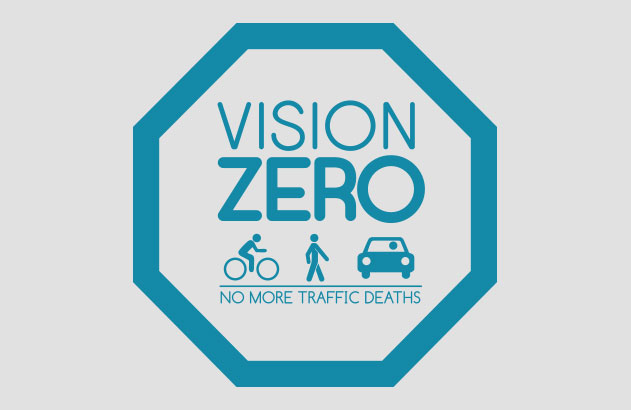 VISION
ZERO
NO MORE TRAFFIC DEATHS